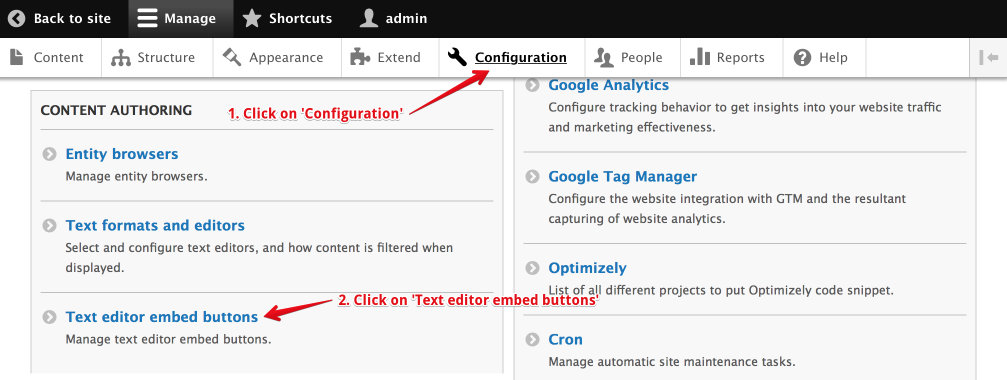 Back to site Manage Shortcuts admin
Content Structure Appearance Extend Configuration People Reports Help
CONTENT AUTHORING
1. Click on 'Configuration'
Entity browsers
Manage entity browsers.
Text formats and editors
Select and configure text editors, and how content is filtered when
displayed.
2. Click on 'Text editor embed buttons'
Text editor embed buttons
Manage text editor embed buttons.
Google Analytics
Configure tracking behavior to get insights into your website traffic
and marketing effectiveness.
Google Tag Manager
Configure the website integration with GTM and the resultant
capturing of website analytics.
Optimizely
List of all different projects to put Optimizely code snippet.
Cron
Manage automatic site maintenance tasks.